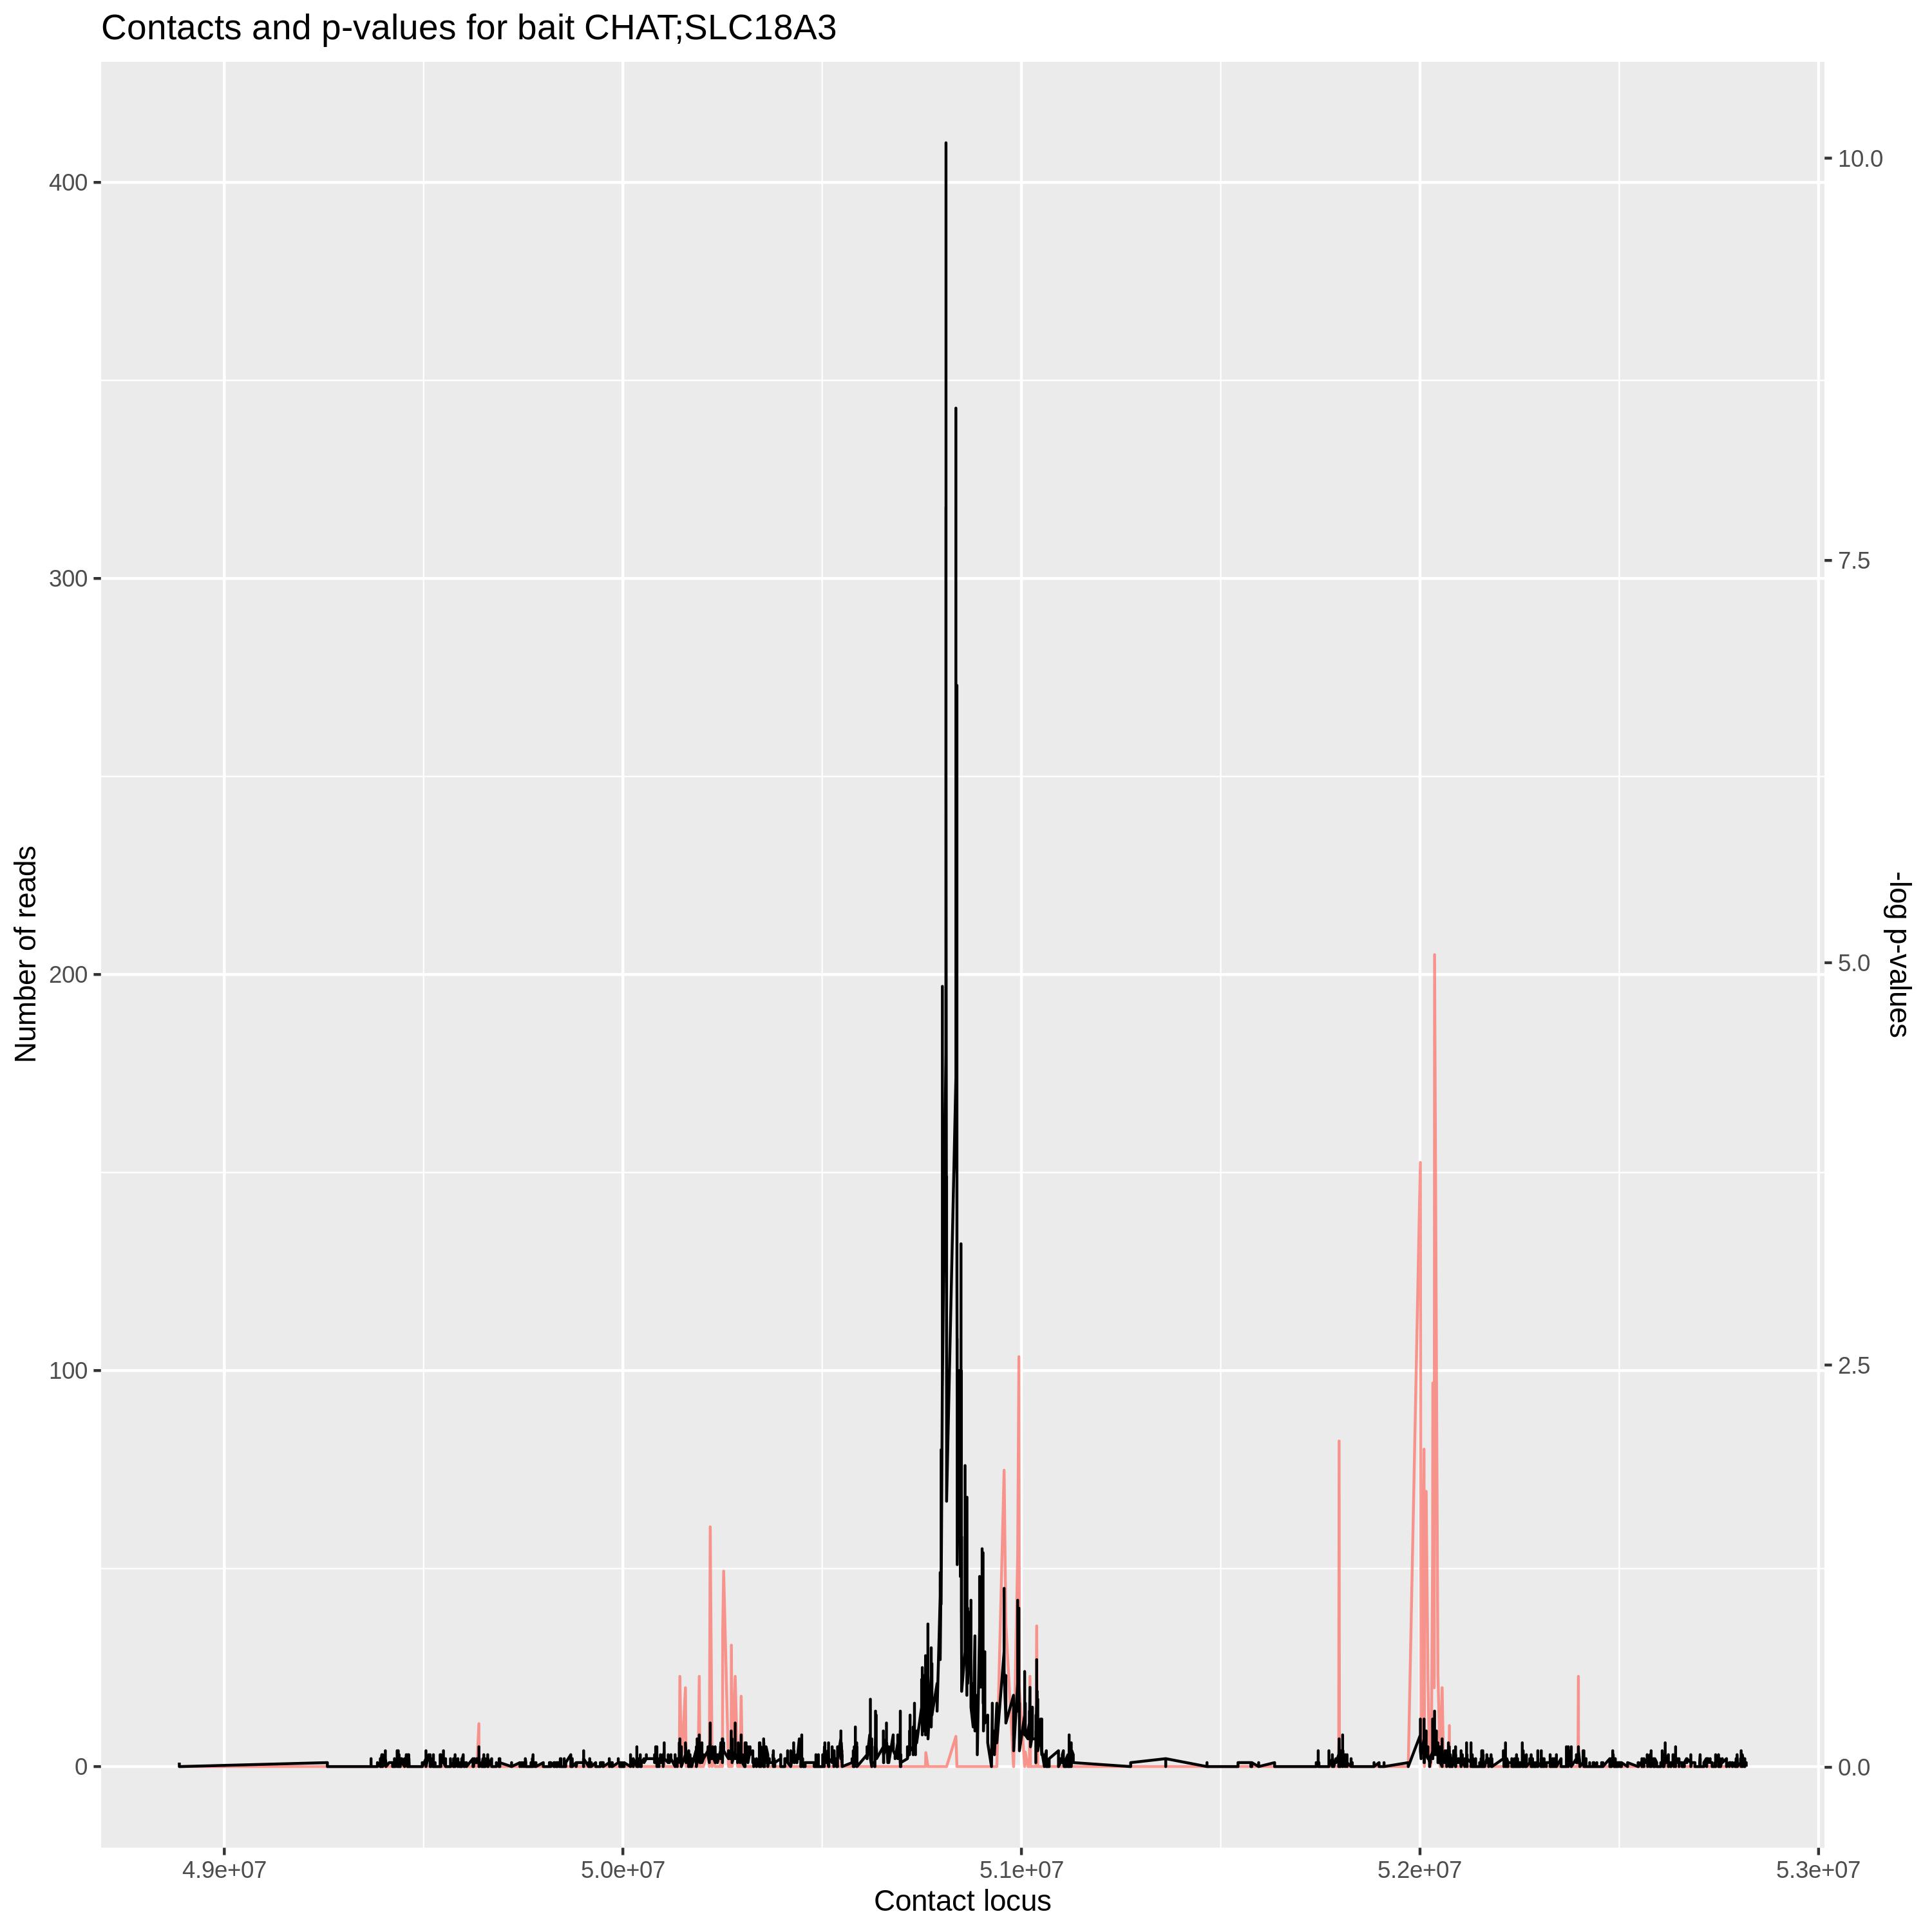 Contacts and p-values for bait CHAT;SLC18A3
Number of reads
400
300
200
100
0
10.0
7.5
5.0
2.5
0.0
-log p-values
4.9e+07 5.0e+07 5.1e+07 5.2e+07 5.3e+07
Contact locus